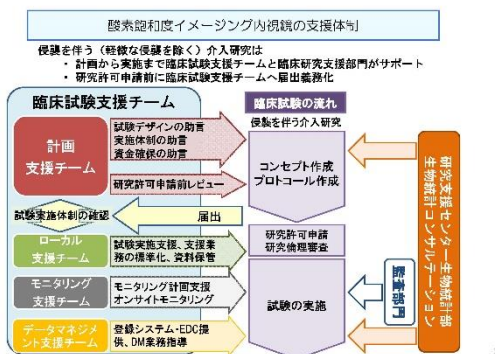 酸素飽和度イメージング内視鏡の支援体制
侵襲を伴う（軽微な侵襲を除く）介入研究は
・ 計画から実施まで臨床試験支援チームと臨床研究支援部門がサポート
・ 研究許可申請前に臨床試験支援チームへ届出義務化
臨床試験支援チーム
計画
支援チーム
試験デザインの助言
実施体制の助言
資金確保の助言
研究許可申請前レビュー
試験実施体制の確認
届出
ローカル
支援チーム
試験実施支援、支援業
務の標準化、資料保管
モニタリング
支援チーム
モニタリング計画支援
オンサイトモニタリング
データマネジメ
ント支援チーム
登録システム・EDC提
供、DM業務指導
臨床試験の流れ
侵襲を伴う介入研究
コンセプト作成
プロトコール作成
研究許可申請
研究倫理審査
試験の実施
監査部門
研究支援センター生物統計部
生物統計コンサルテーション